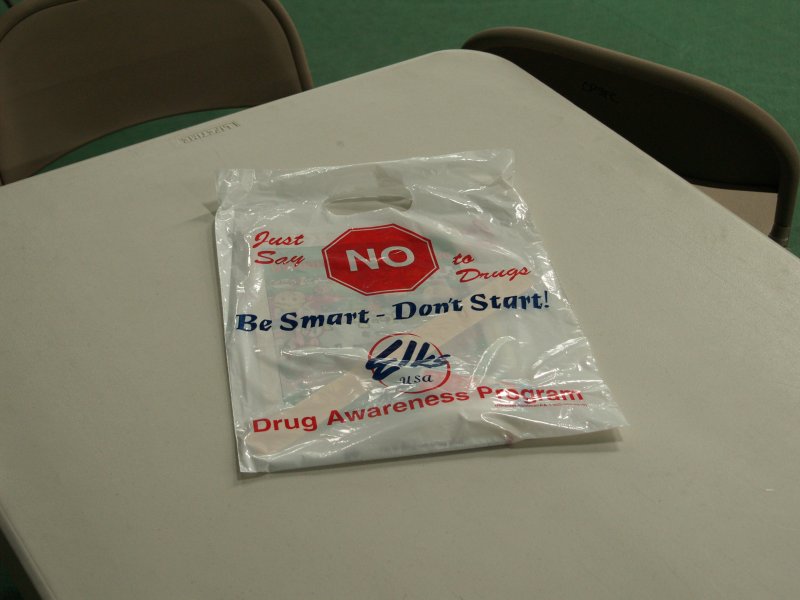 Just Say NO to Drugs
Be Smart - Don't Start!
Elks
USA
Drug Awareness Program